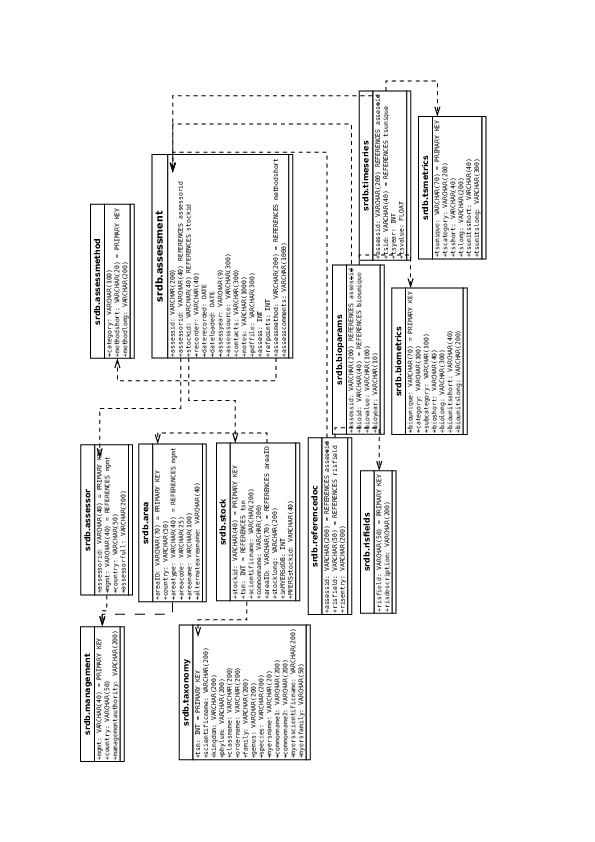 srdb.assessmethod
+category: VARCHAR(100)
+methodshort: VARCHAR(20) = PRIMARY KEY
+methodlong: VARCHAR(200)
srdb.assessment
+assessid: VARCHAR(200)
+assessorid: VARCHAR(40) REFERENCES assessorid
+stockid: VARCHAR(40) REFERENCES stockid
+recorder: VARCHAR(40)
+daterecorded: DATE
+dateloaded: DATE
+assessyear: VARCHAR(9)
+assesssource: VARCHAR(300)
+contacts: VARCHAR(300)
+notes: VARCHAR(1000)
+pdffile: VARCHAR(300)
+assess: INT
+refpoints: INT
+assessmethod: VARCHAR(200) = REFERENCES methodshort
+assesscomments: VARCHAR(1000)
srdb.timeseries
+assessid: VARCHAR(200) REFERENCES assessid
+tsid: VARCHAR(40) = REFERENCES tsunique
+tsyear: INT
+tsvalue: FLOAT
srdb.tsmetrics
+tsunique: VARCHAR(70) = PRIMARY KEY
+tscategory: VARCHAR(200)
+tsshort: VARCHAR(40)
+tslong: VARCHAR(200)
+tsunitsshort: VARCHAR(40)
+tsunitslong: VARCHAR(300)
srdb.bioparams
+assessid: VARCHAR(200) REFERENCES assessid
+bioid: VARCHAR(40) = REFERENCES biounique
+biovalue: VARCHAR(100)
+bioyear: VARCHAR(10)
srdb.biometrics
+biounique: VARCHAR(70) = PRIMARY KEY
+category: VARCHAR(100)
+subcategory: VARCHAR(100)
+bioshort: VARCHAR(40)
+biolong: VARCHAR(200)
+biounitsshort: VARCHAR(40)
+biounitslong: VARCHAR(200)
srdb.assessor
+assessorid: VARCHAR(40) = PRIMARY KEY
+mgmt: VARCHAR(40) = REFERENCES mgmt
+country: VARCHAR(50)
+assessorfull: VARCHAR(200)
srdb.area
+areaID: VARCHAR(70) = PRIMARY KEY
+country: VARCHAR(50)
+areatype: VARCHAR(40) = REFERENCES mgmt
+areacode: VARCHAR(25)
+areaname: VARCHAR(100)
+alternateareaname: VARCHAR(40)
srdb.stock
+stockid: VARCHAR(40) = PRIMARY KEY
+tsn: INT = REFERENCES tsn
+scientificname: VARCHAR(200)
+commonname: VARCHAR(200)
+areaID: VARCHAR(70) = REFERENCES areaID
+stocklong: VARCHAR(200)
+inMYERSDB: INT
+MYERSstockid: VARCHAR(40)
srdb.referencedoc
+assessid: VARCHAR(200) = REFERENCES assessid
+risfield: VARCHAR(50) = REFERENCES risfield
+risentry: VARCHAR(200)
srdb.risfields
+risfield: VARCHAR(50) = PRIMARY KEY
+risdescription: VARCHAR(200)
srdb.management
+mgmt: VARCHAR(40) = PRIMARY KEY
+country: VARCHAR(50)
+managementauthority: VARCHAR(200)
srdb.taxonomy
+tsn: INT = PRIMARY KEY
+scientificname: VARCHAR(200)
+kingdom: VARCHAR(200)
+phylum: VARCHAR(200)
+classname: VARCHAR(200)
+ordername: VARCHAR(200)
+family: VARCHAR(200)
+genus: VARCHAR(200)
+species: VARCHAR(200)
+myersname: VARCHAR(70)
+commonname1: VARCHAR(200)
+commonname2: VARCHAR(200)
+myersscientificname: VARCHAR(200)
+myersfamily: VARCHAR(50)